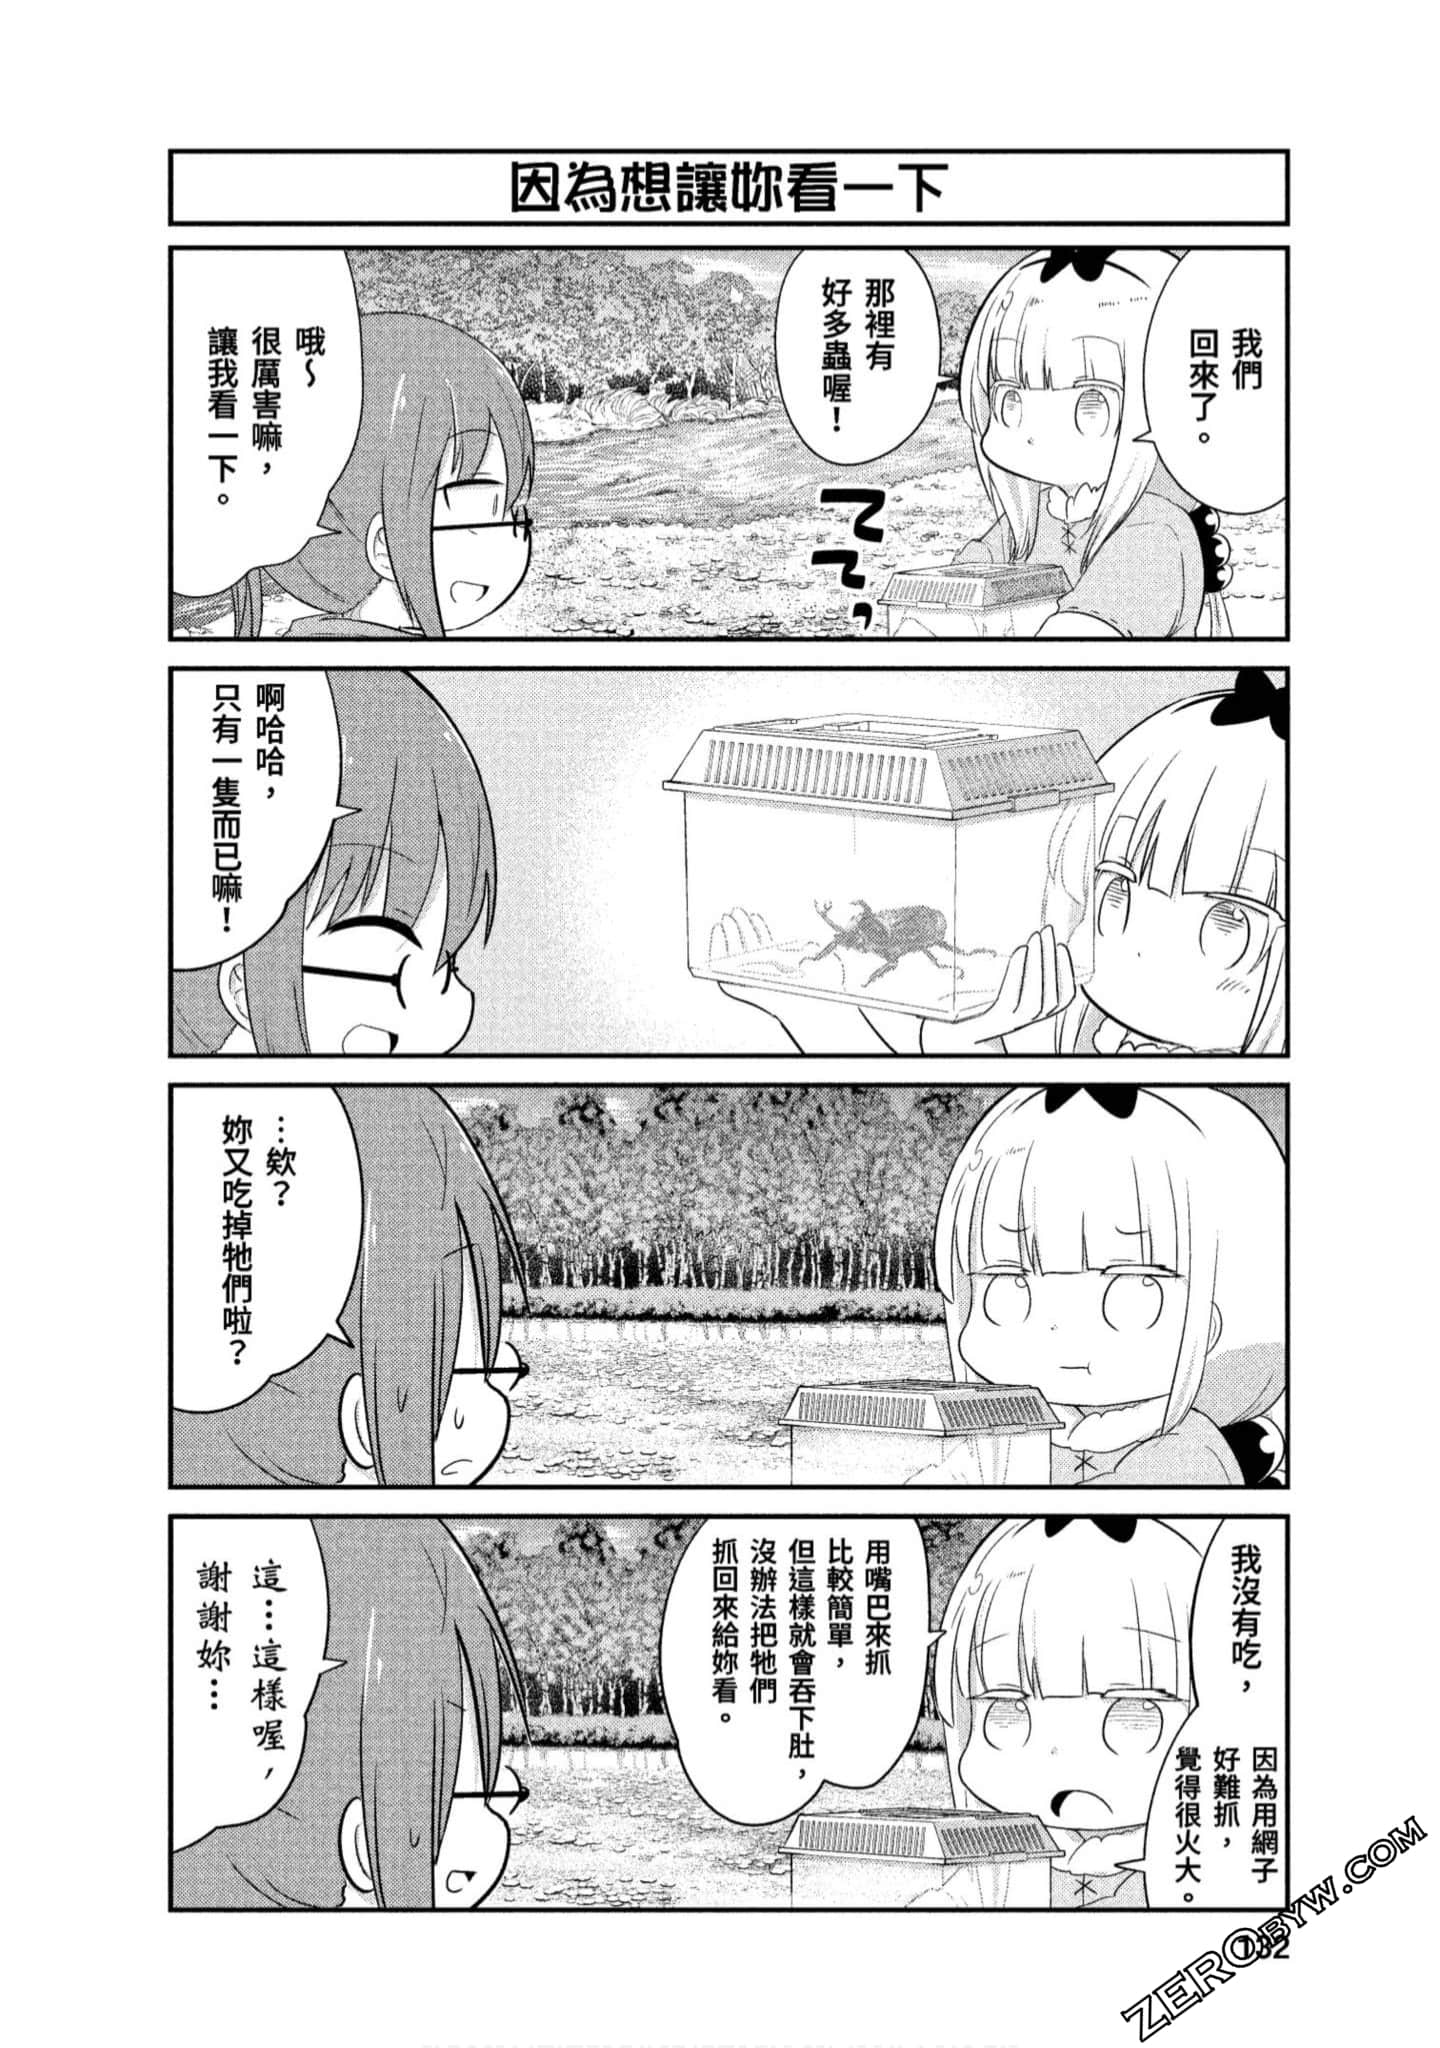 因為想讓妳看一下
我們
回來了。
那裡有
好多蟲喔！
哦～
很厲害嘛，
讓我看一下。
啊哈哈，
只有一隻而已嘛！
…欸？
妳又吃掉牠們啦？
我沒有吃，
因為用網子
好難抓，
覺得很火大。
用嘴巴來抓
比較簡單，
但這樣就會吞下肚，
沒辦法把牠們
抓回來給妳看。
這…這樣喔，
謝謝妳…
132
ZEROBYW.COM